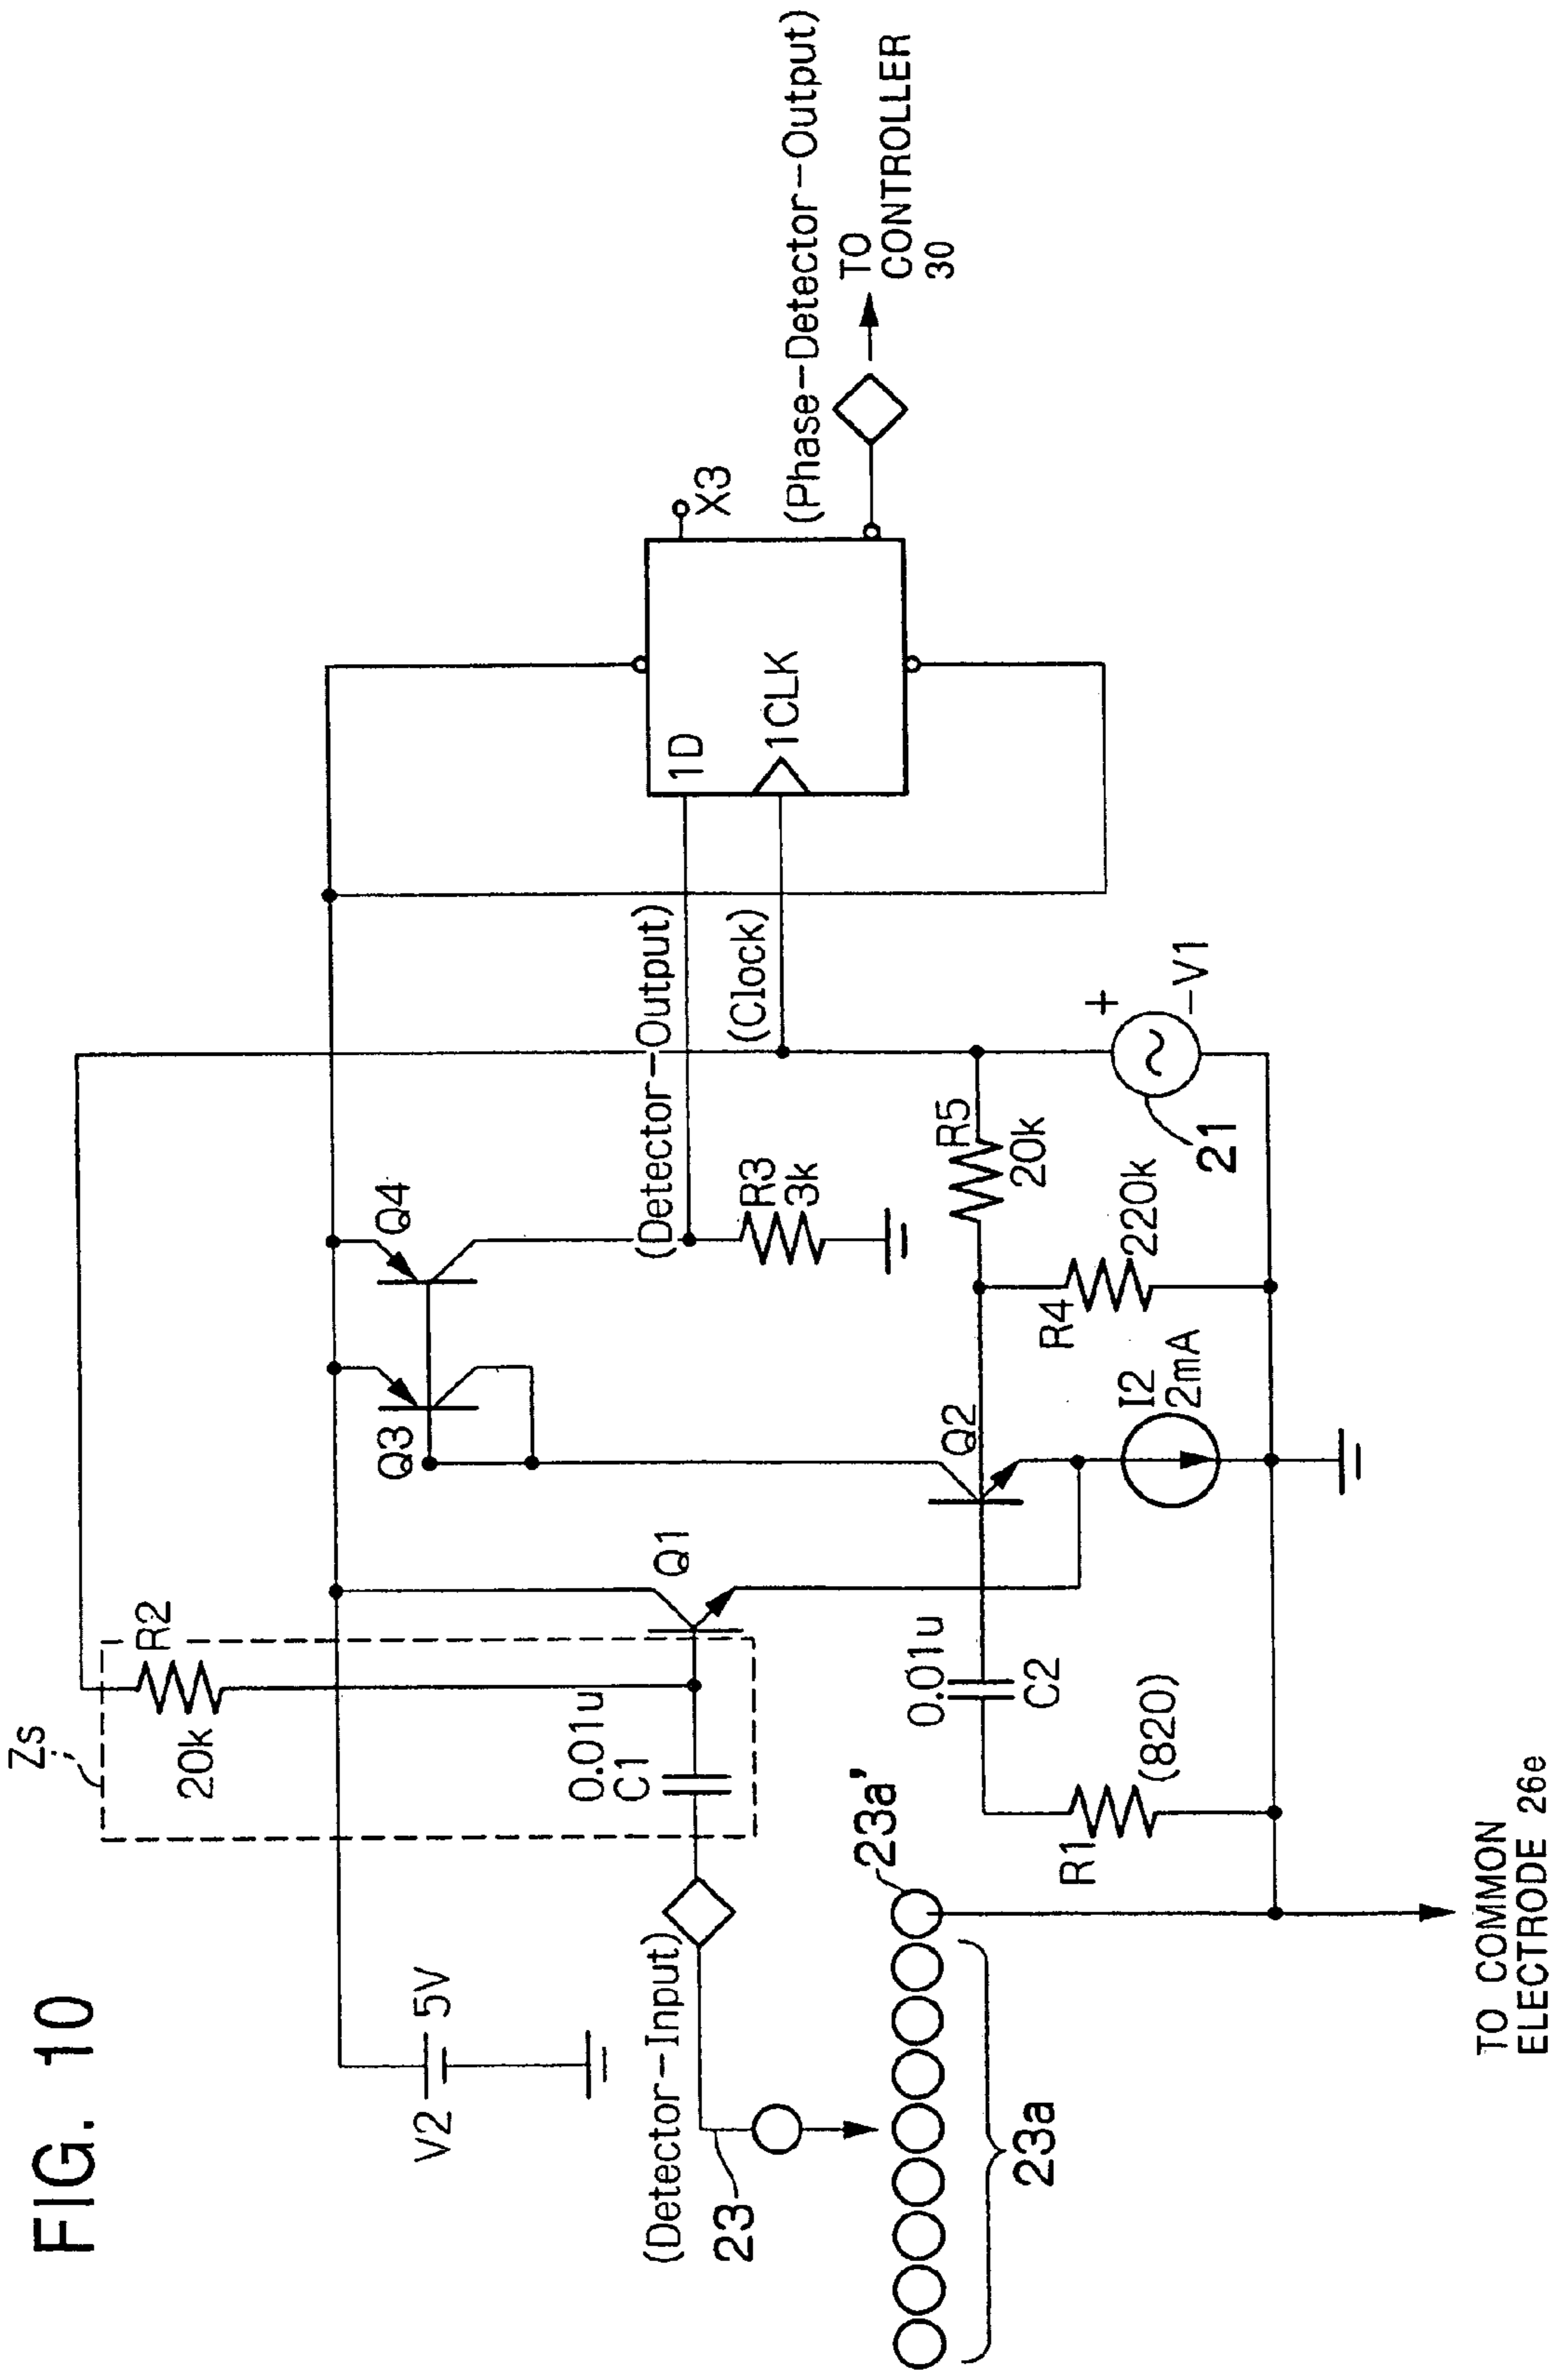 FIG. 10
Zs
R2
20k
V2
5V
(Detector-Input)
0.01u
C1
Q1
Q3
Q4
(Detector-Output)
1D
X3
(Clock)
1CLK
(Phase-Detector-Output)
TO
CONTROLLER
30
R3
3k
23
23a
23a'
0.01u
C2
Q2
R5
20k
R1
(820)
I2
2mA
R4
220k
+
-V1
21
TO COMMON
ELECTRODE 26e